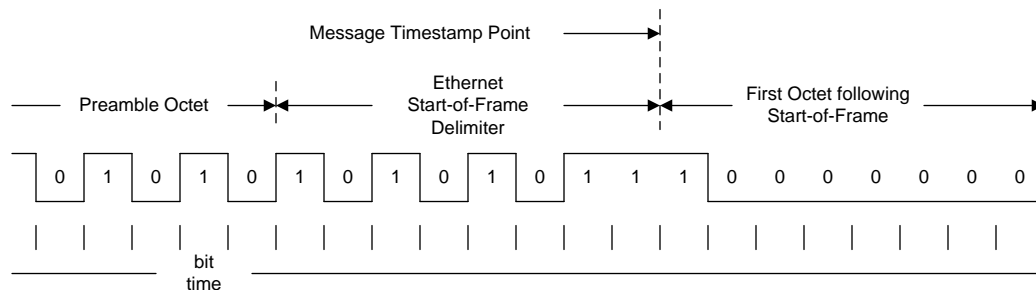 Message Timestamp Point
Preamble Octet
Ethernet
Start-of-Frame
Delimiter
First Octet following
Start-of-Frame
0 1 0 1 0 1 0 1 0 1 0 1 1 1 0 0 0 0 0 0 0
bit
time